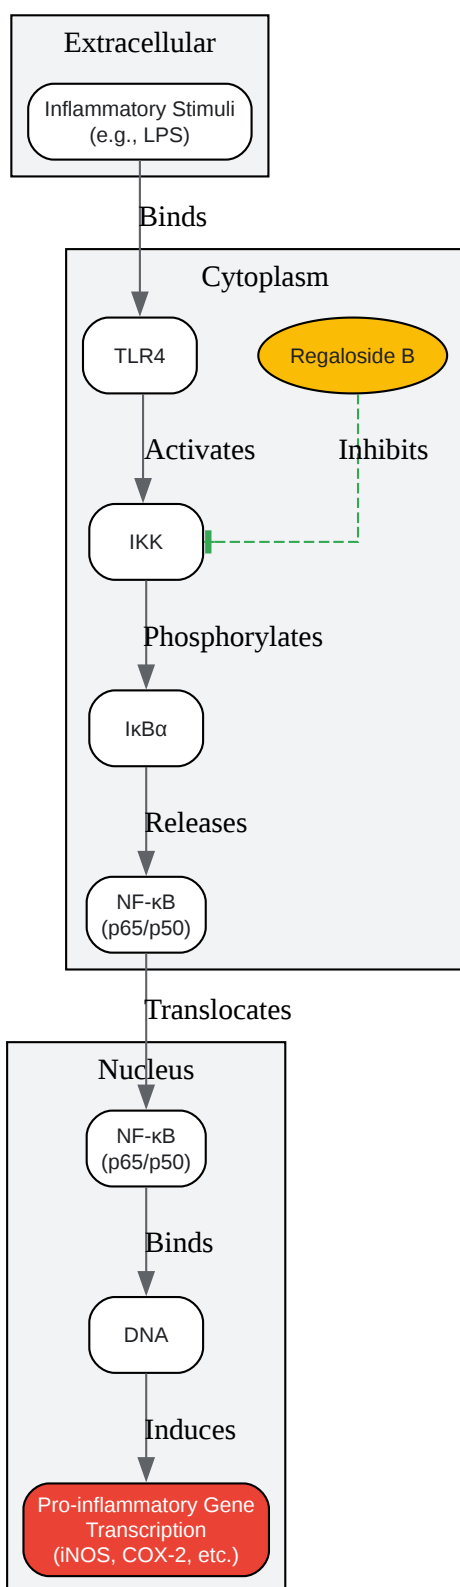 Extracellular
Inflammatory Stimuli
(e.g., LPS)
Binds
Cytoplasm
TLR4
Regaloside B
Activates
Inhibits
IKK
Phosphorylates
IκBα
Releases
NF-κB
(p65/p50)
Translocates
Nucleus
NF-κB
(p65/p50)
Binds
DNA
Induces
Pro-inflammatory Gene
Transcription
(iNOS, COX-2, etc.)